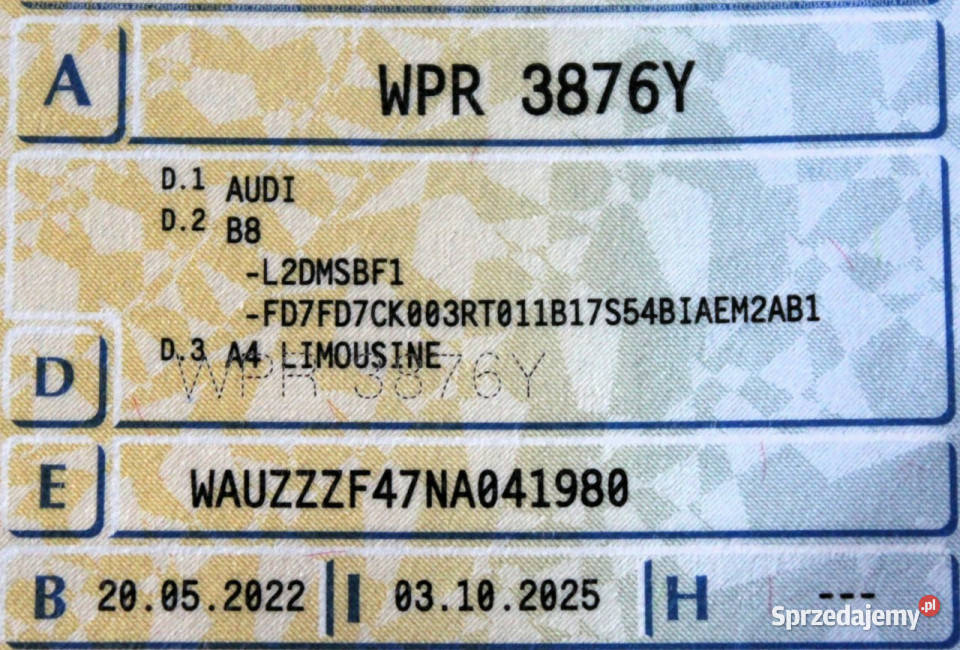 A WPR 3876Y
D.1 AUDI
D.2 B8
-L2DMSBF1
-FD7FD7CK003RT011B17S54BIAEM2AB1
D.3 A4 LIMOUSINE
WPR 3876Y
D
E WAUZZZF47NA041980
B 20.05.2022 I 03.10.2025 H ---
Sprzedajemy.pl